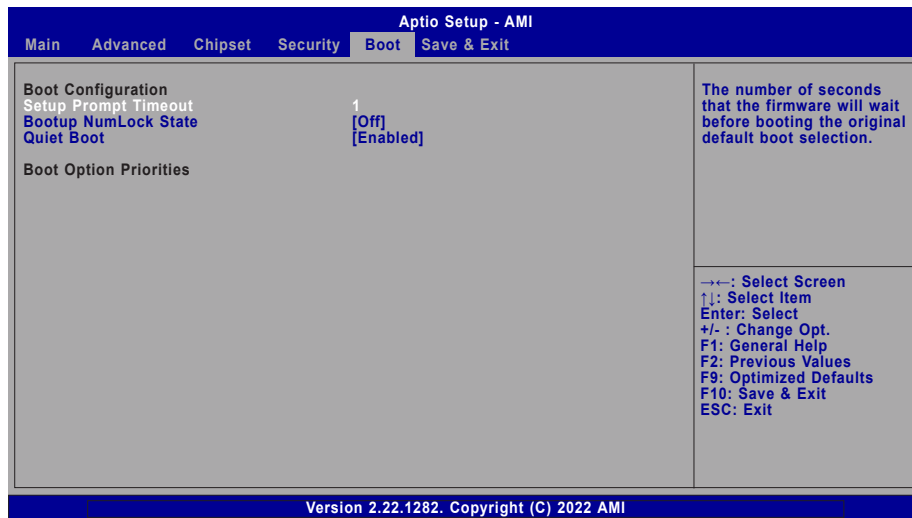 Aptio Setup - AMI
Main Advanced Chipset Security Boot Save & Exit
Boot Configuration
Setup Prompt Timeout 1
Bootup NumLock State [Off]
Quiet Boot [Enabled]
Boot Option Priorities
The number of seconds
that the firmware will wait
before booting the original
default boot selection.
→←: Select Screen
↑↓: Select Item
Enter: Select
+/- : Change Opt.
F1: General Help
F2: Previous Values
F9: Optimized Defaults
F10: Save & Exit
ESC: Exit
Version 2.22.1282. Copyright (C) 2022 AMI